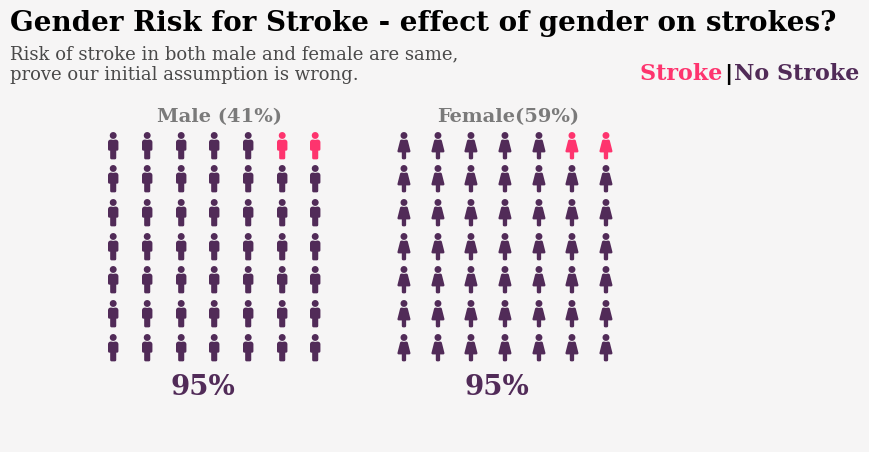 Gender Risk for Stroke - effect of gender on strokes?
Risk of stroke in both male and female are same,
prove our initial assumption is wrong.
Stroke|No Stroke
Male (41%)
Female(59%)
95%
95%